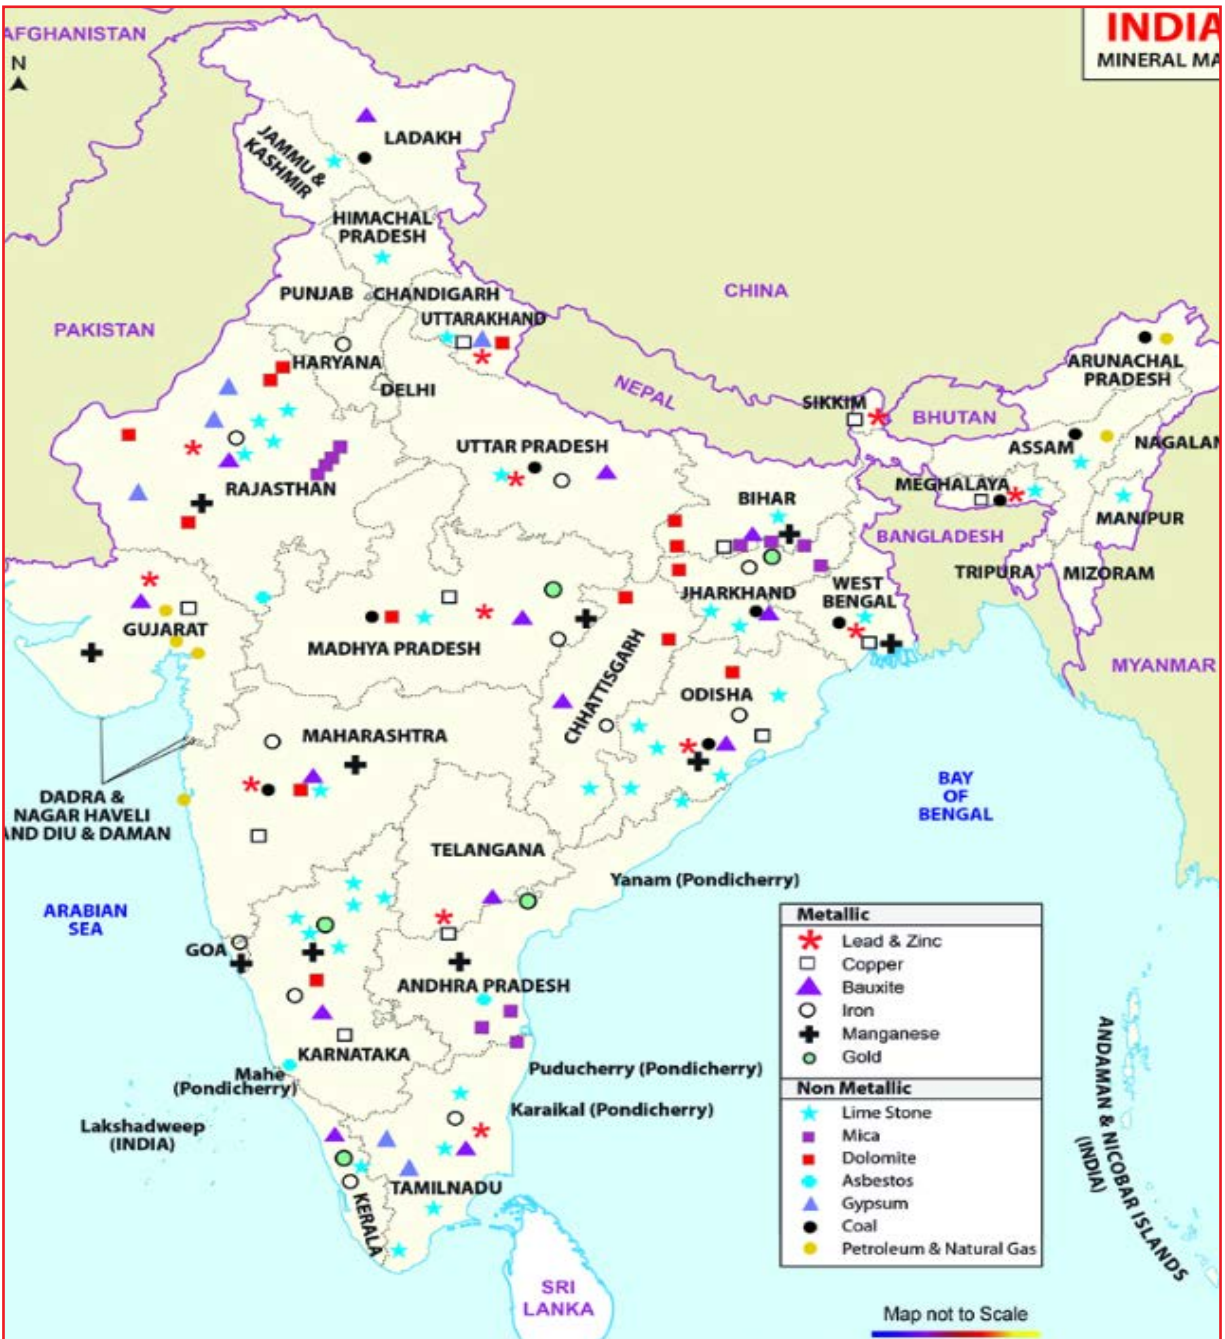 INDIA
MINERAL MA
AFGHANISTAN
N
LADAKH
JAMMU &
KASHMIR
HIMACHAL
PRADESH
PUNJAB
CHANDIGARH
UTTARAKHAND
CHINA
PAKISTAN
HARYANA
DELHI
NEPAL
ARUNACHAL
PRADESH
SIKKIM
BHUTAN
UTTAR PRADESH
ASSAM
NAGALAN
RAJASTHAN
MEGHALAYA
BIHAR
MANIPUR
BANGLADESH
TRIPURA
MIZORAM
WEST
BENGAL
JHARKHAND
GUJARAT
MADHYA PRADESH
MYANMAR
CHHATTISGARH
ODISHA
MAHARASHTRA
DADRA &
NAGAR HAVELI
AND DIU & DAMAN
BAY
OF
BENGAL
TELANGANA
Yanam (Pondicherry)
ARABIAN
SEA
GOA
ANDHRA PRADESH
KARNATAKA
Mahe
(Pondicherry)
Puducherry (Pondicherry)
Karaikal (Pondicherry)
Lakshadweep
(INDIA)
TAMILNADU
KERALA
SRI
LANKA
ANDAMAN & NICOBAR ISLANDS
(INDIA)
Metallic
Lead & Zinc
Copper
Bauxite
Iron
Manganese
Gold
Non Metallic
Lime Stone
Mica
Dolomite
Asbestos
Gypsum
Coal
Petroleum & Natural Gas
Map not to Scale